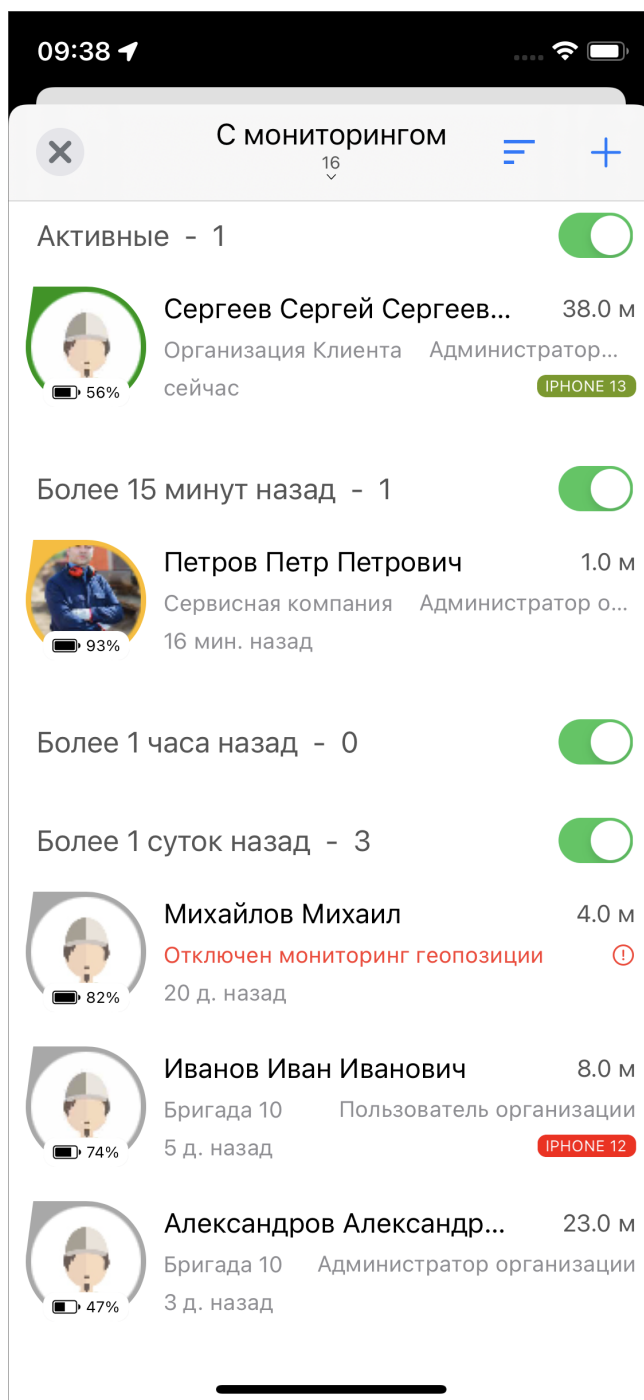 09:38
С мониторингом
16
Активные - 1
Сергеев Сергей Сергеев... 38.0 м
Организация Клиента Администратор...
56%
сейчас IPHONE 13
Более 15 минут назад - 1
Петров Петр Петрович 1.0 м
Сервисная компания Администратор о...
93%
16 мин. назад
Более 1 часа назад - 0
Более 1 суток назад - 3
Михайлов Михаил 4.0 м
Отключен мониторинг геопозиции
82%
20 д. назад
Иванов Иван Иванович 8.0 м
Бригада 10 Пользователь организации
74%
5 д. назад IPHONE 12
Александров Александр... 23.0 м
Бригада 10 Администратор организации
47%
3 д. назад